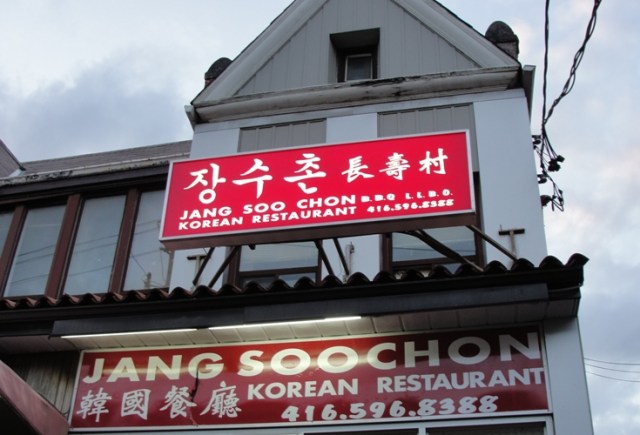 장수촌 長壽村
JANG SOO CHON B.B.Q L.L.B.O.
KOREAN RESTAURANT 416.596.8388
JANG SOOCHON
韓國餐廳 KOREAN RESTAURANT
416.596.8388